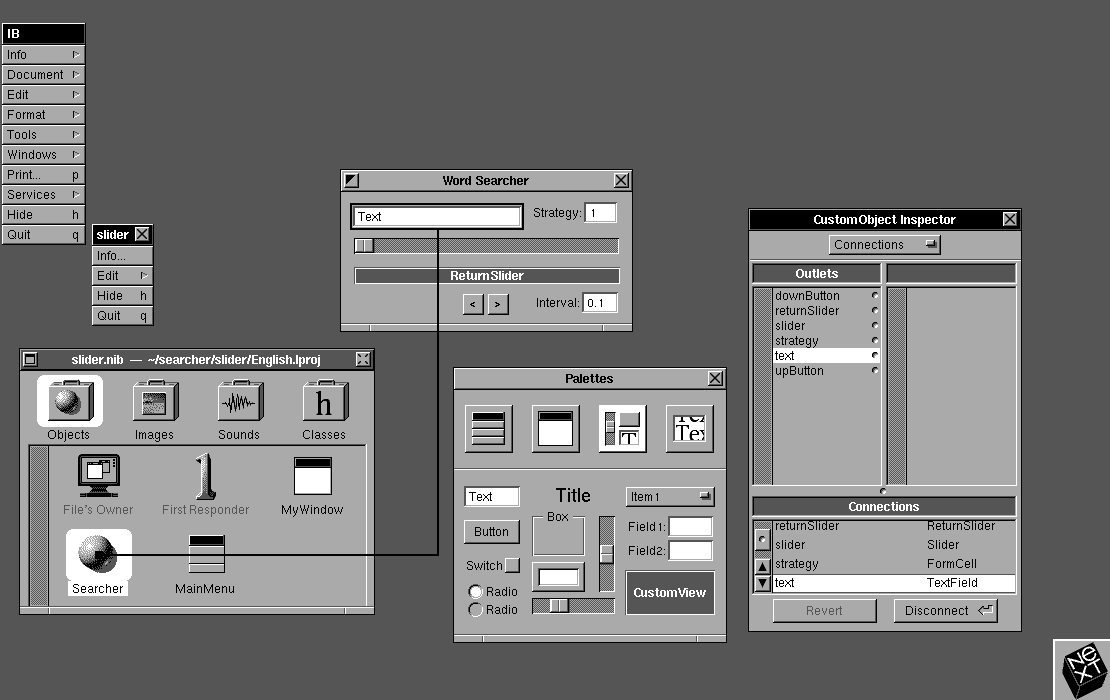 IB
Info
Document
Edit
Format
Tools
Windows
Print... p
Services
Hide h
Quit q
slider
Info...
Edit
Hide h
Quit q
Word Searcher
Text
Strategy: 1
ReturnSlider
< >
Interval: 0.1
slider.nib — ~/searcher/slider/English.lproj
Objects Images Sounds h Classes
File's Owner 1 First Responder MyWindow
Searcher MainMenu
Palettes
T
Text
Text Title Item1
Button Box Field1:
Field2:
Switch
Radio
Radio
CustomView
CustomObject Inspector
Connections
Outlets
downButton
returnSlider
slider
strategy
text
upButton
Connections
returnSlider ReturnSlider
slider Slider
strategy FormCell
text TextField
Revert Disconnect
NeXT